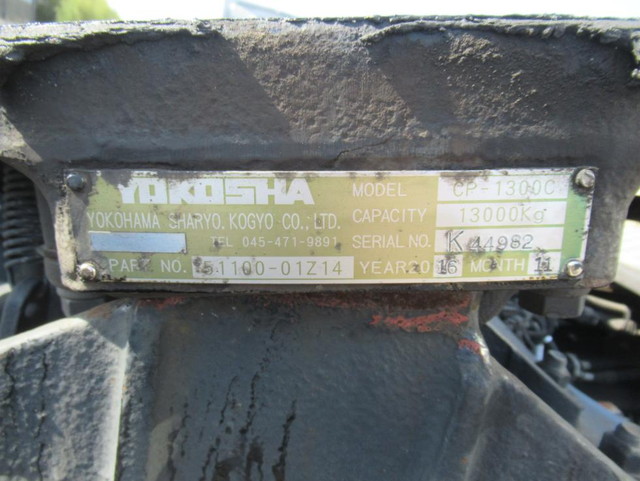 YOKOSHA MODEL CP-1300C
YOKOHAMA SHARYO. KOGYO CO., LTD. CAPACITY 13000Kg
TEL 045-471-9891 SERIAL NO. K 44982
PART NO. 51100-01Z14 YEAR 20 16 MONTH 11